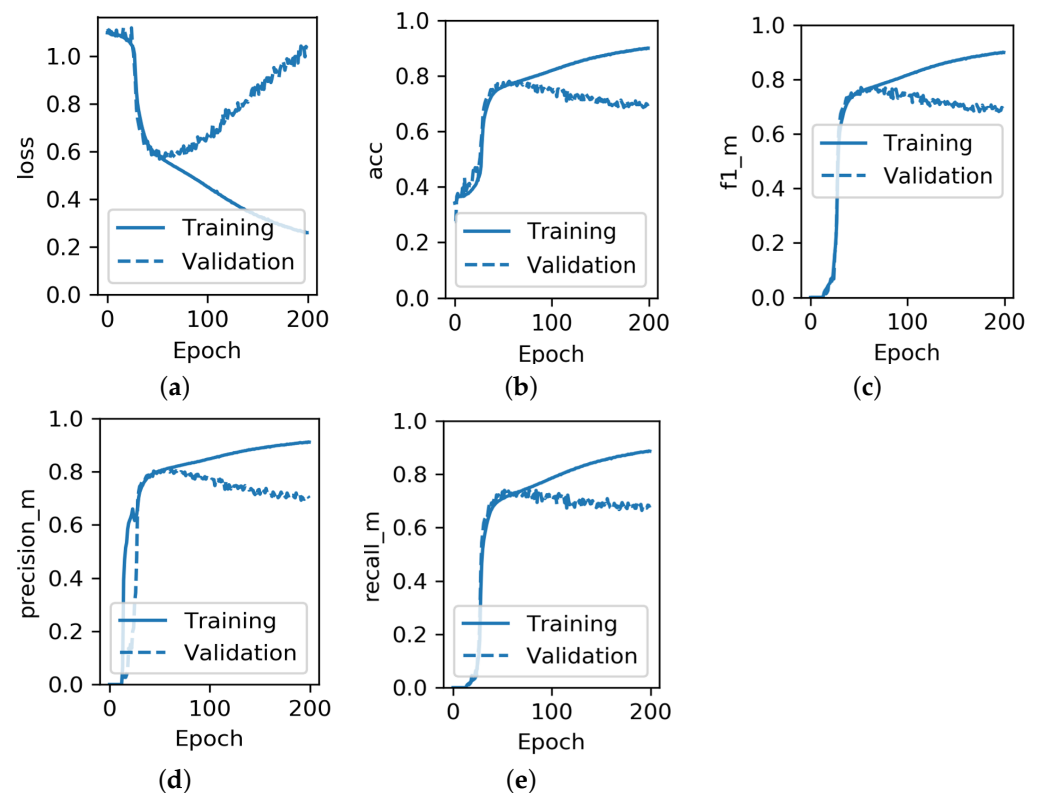 loss
1.0
0.8
0.6
0.4
0.2
0.0
Training
Validation
0 100 200
Epoch
(a)
acc
1.0
0.8
0.6
0.4
0.2
0.0
Training
Validation
0 100 200
Epoch
(b)
f1_m
1.0
0.8
0.6
0.4
0.2
0.0
Training
Validation
0 100 200
Epoch
(c)
precision_m
1.0
0.8
0.6
0.4
0.2
0.0
Training
Validation
0 100 200
Epoch
(d)
recall_m
1.0
0.8
0.6
0.4
0.2
0.0
Training
Validation
0 100 200
Epoch
(e)